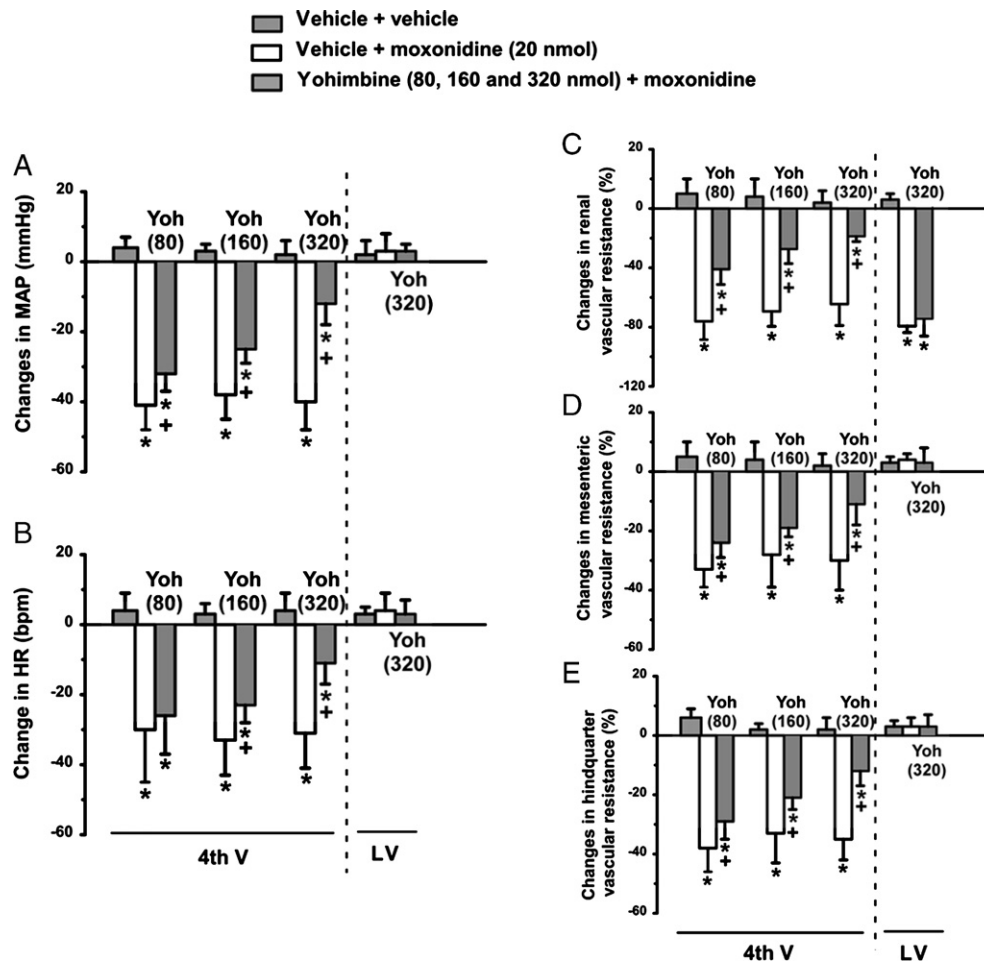 Vehicle + vehicle
Vehicle + moxonidine (20 nmol)
Yohimbine (80, 160 and 320 nmol) + moxonidine
A
Changes in MAP (mmHg)
20
0
-20
-40
-60
Yoh
(80)
Yoh
(160)
Yoh
(320)
Yoh
(320)
*
*
+
*
*
+
*
*
+
B
Change in HR (bpm)
20
0
-20
-40
-60
Yoh
(80)
Yoh
(160)
Yoh
(320)
Yoh
(320)
*
*
*
*
+
*
*
+
4th V
LV
C
Changes in renal
vascular resistance (%)
20
0
-40
-80
-120
Yoh
(80)
Yoh
(160)
Yoh
(320)
Yoh
(320)
*
*
+
*
*
+
*
*
+
*
*
D
Changes in mesenteric
vascular resistance (%)
20
0
-20
-40
-60
Yoh
(80)
Yoh
(160)
Yoh
(320)
Yoh
(320)
*
*
+
*
*
+
*
*
+
E
Changes in hindquarter
vascular resistance (%)
20
0
-20
-40
-60
Yoh
(80)
Yoh
(160)
Yoh
(320)
Yoh
(320)
*
*
+
*
*
+
*
*
+
4th V
LV